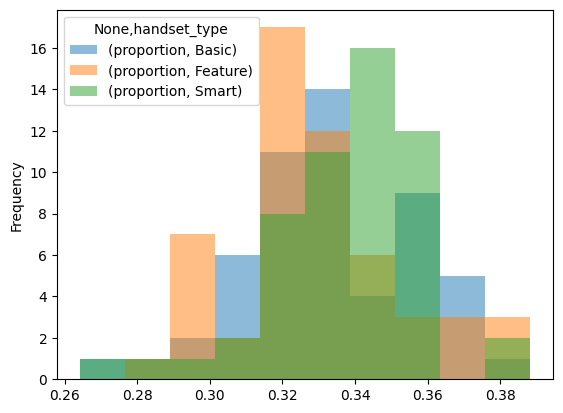 None,handset_type
(proportion, Basic)
(proportion, Feature)
(proportion, Smart)
Frequency
16
14
12
10
8
6
4
2
0
0.26 0.28 0.30 0.32 0.34 0.36 0.38